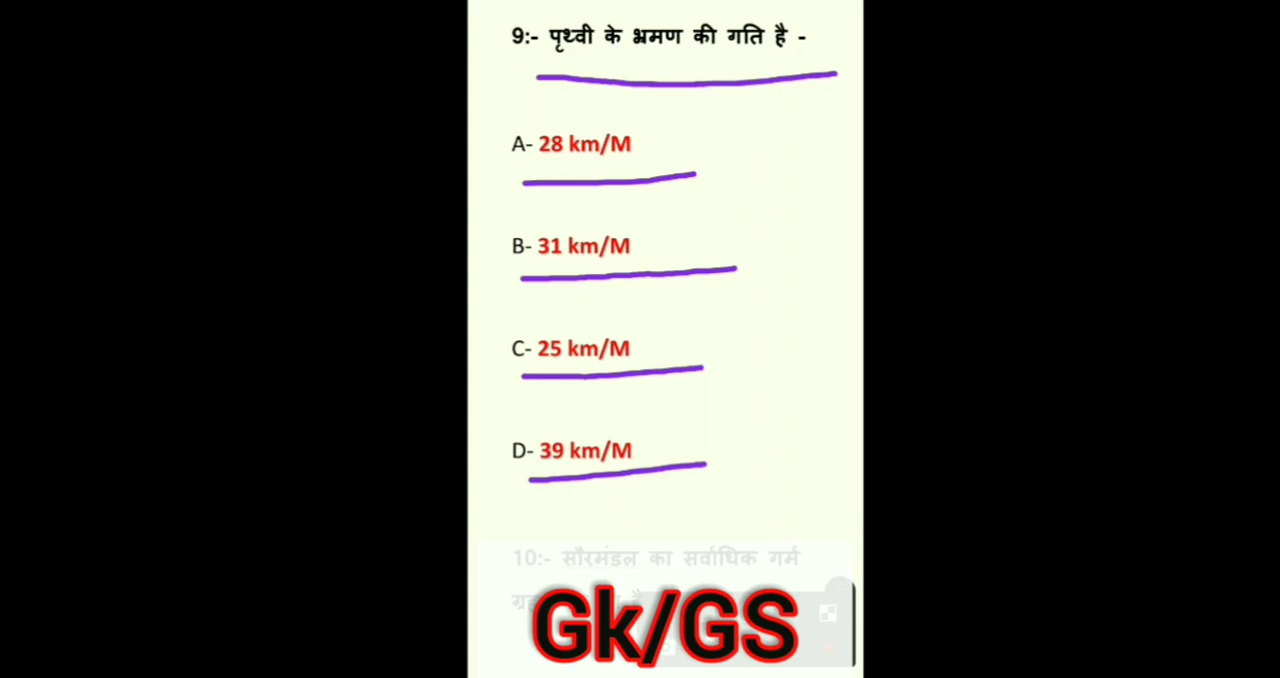 9:- पृथ्वी के भ्रमण की गति है -
A- 28 km/M
B- 31 km/M
C- 25 km/M
D- 39 km/M
10:- सौरमंडल का सर्वाधिक गर्म
Gk/GS